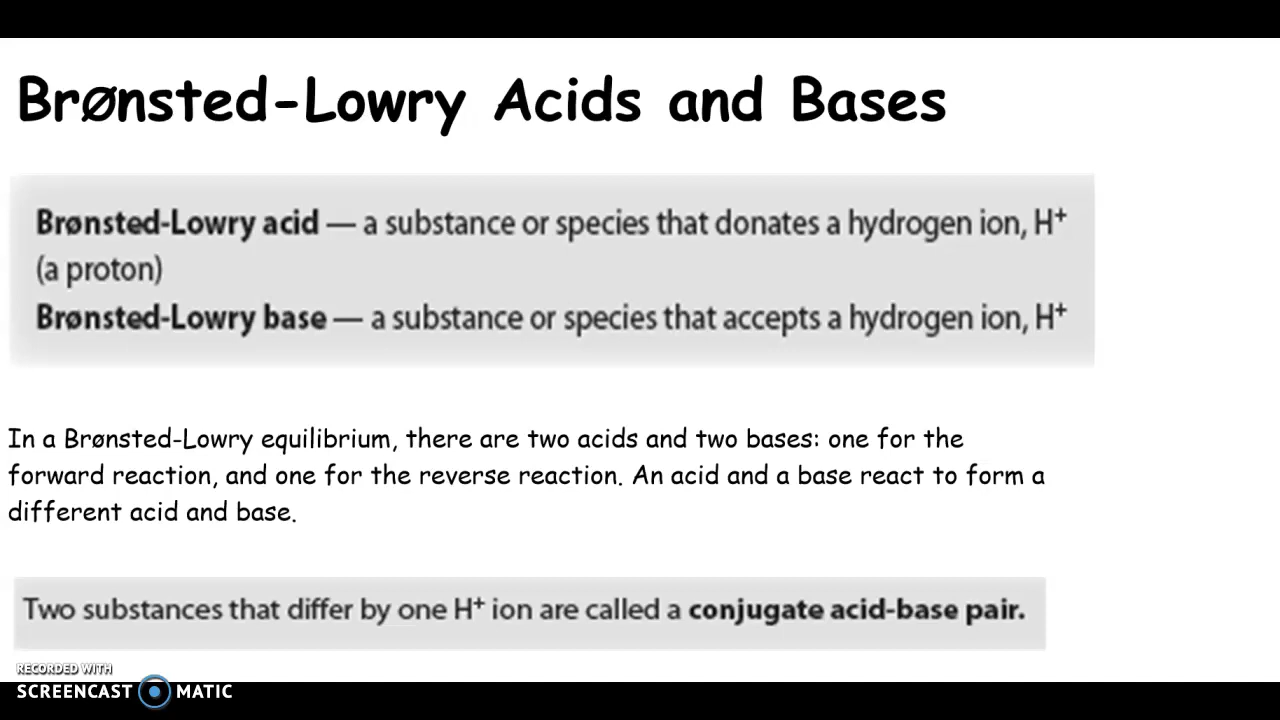 Brønsted-Lowry Acids and Bases
Brønsted-Lowry acid — a substance or species that donates a hydrogen ion, H⁺
(a proton)
Brønsted-Lowry base — a substance or species that accepts a hydrogen ion, H⁺
In a Brønsted-Lowry equilibrium, there are two acids and two bases: one for the
forward reaction, and one for the reverse reaction. An acid and a base react to form a
different acid and base.
Two substances that differ by one H⁺ ion are called a conjugate acid-base pair.
RECORDED WITH
SCREENCAST MATIC